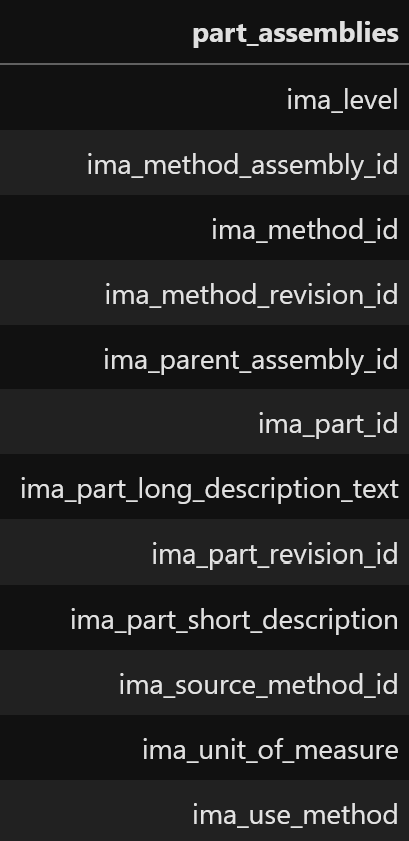 part_assemblies
ima_level
ima_method_assembly_id
ima_method_id
ima_method_revision_id
ima_parent_assembly_id
ima_part_id
ima_part_long_description_text
ima_part_revision_id
ima_part_short_description
ima_source_method_id
ima_unit_of_measure
ima_use_method